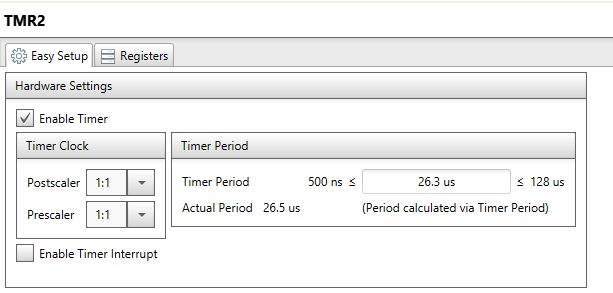 TMR2
Easy Setup Registers
Hardware Settings
Enable Timer
Timer Clock
Postscaler 1:1
Prescaler 1:1
Timer Period
Timer Period 500 ns ≤ 26.3 us ≤ 128 us
Actual Period 26.5 us (Period calculated via Timer Period)
Enable Timer Interrupt